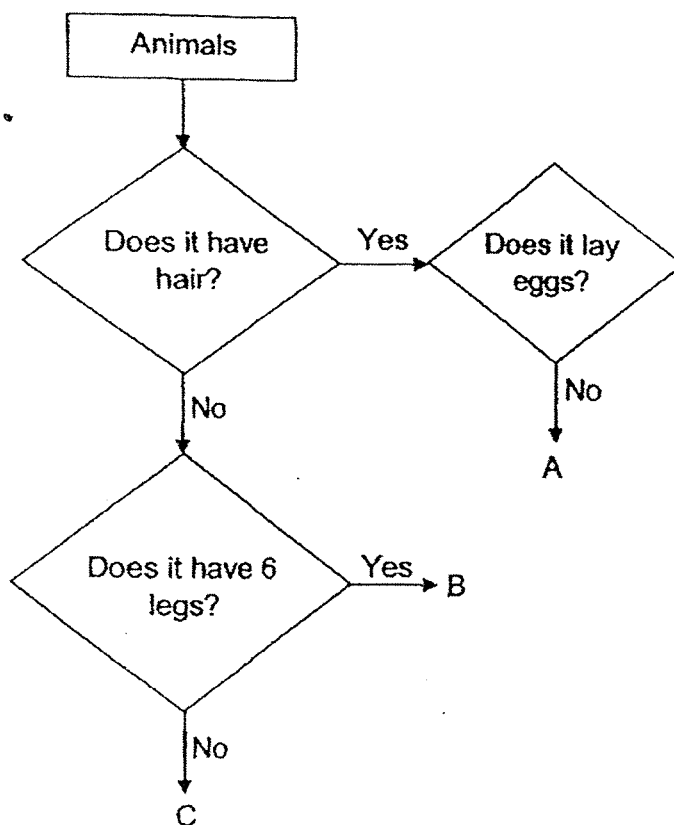 Animals
Does it have
hair?
Yes
Does it lay
eggs?
No
No
A
Does it have 6
legs?
Yes
B
No
C